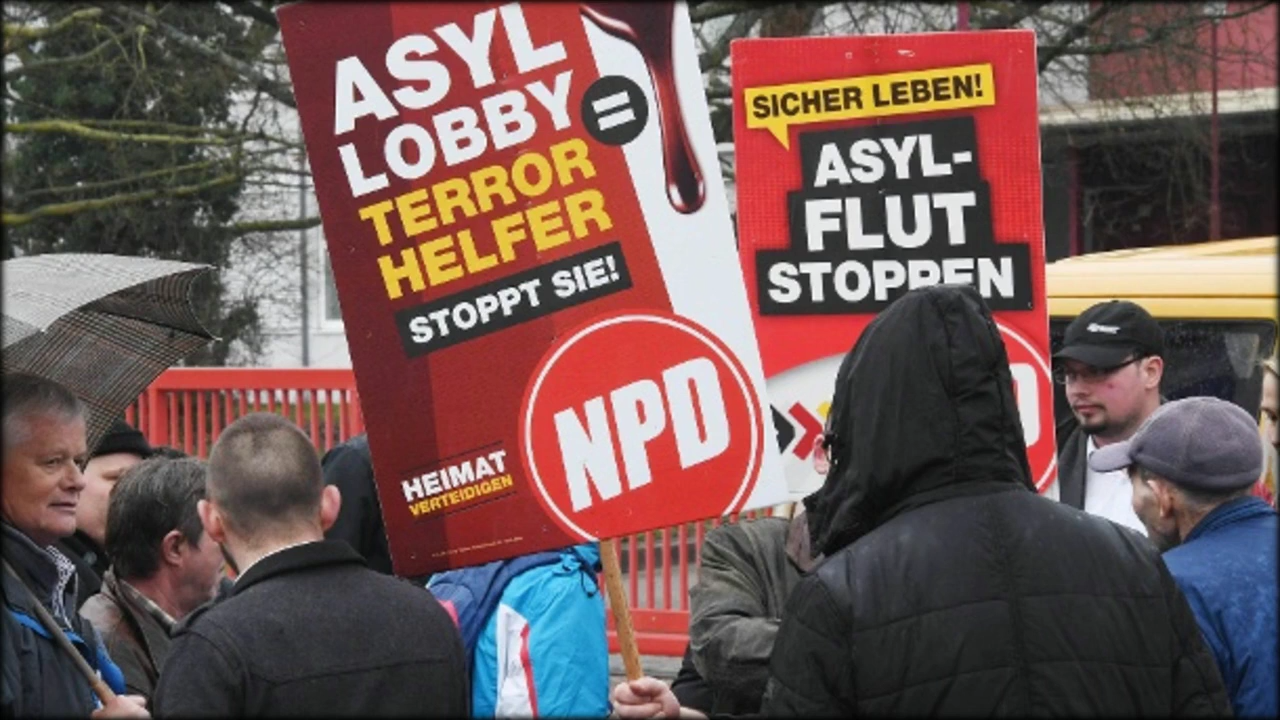 ASYL
LOBBY =
TERROR
HELFER
STOPPT SIE!
NPD
HEIMAT
VERTEIDIGEN
SICHER LEBEN!
ASYL-
FLUT
STOPPEN
D